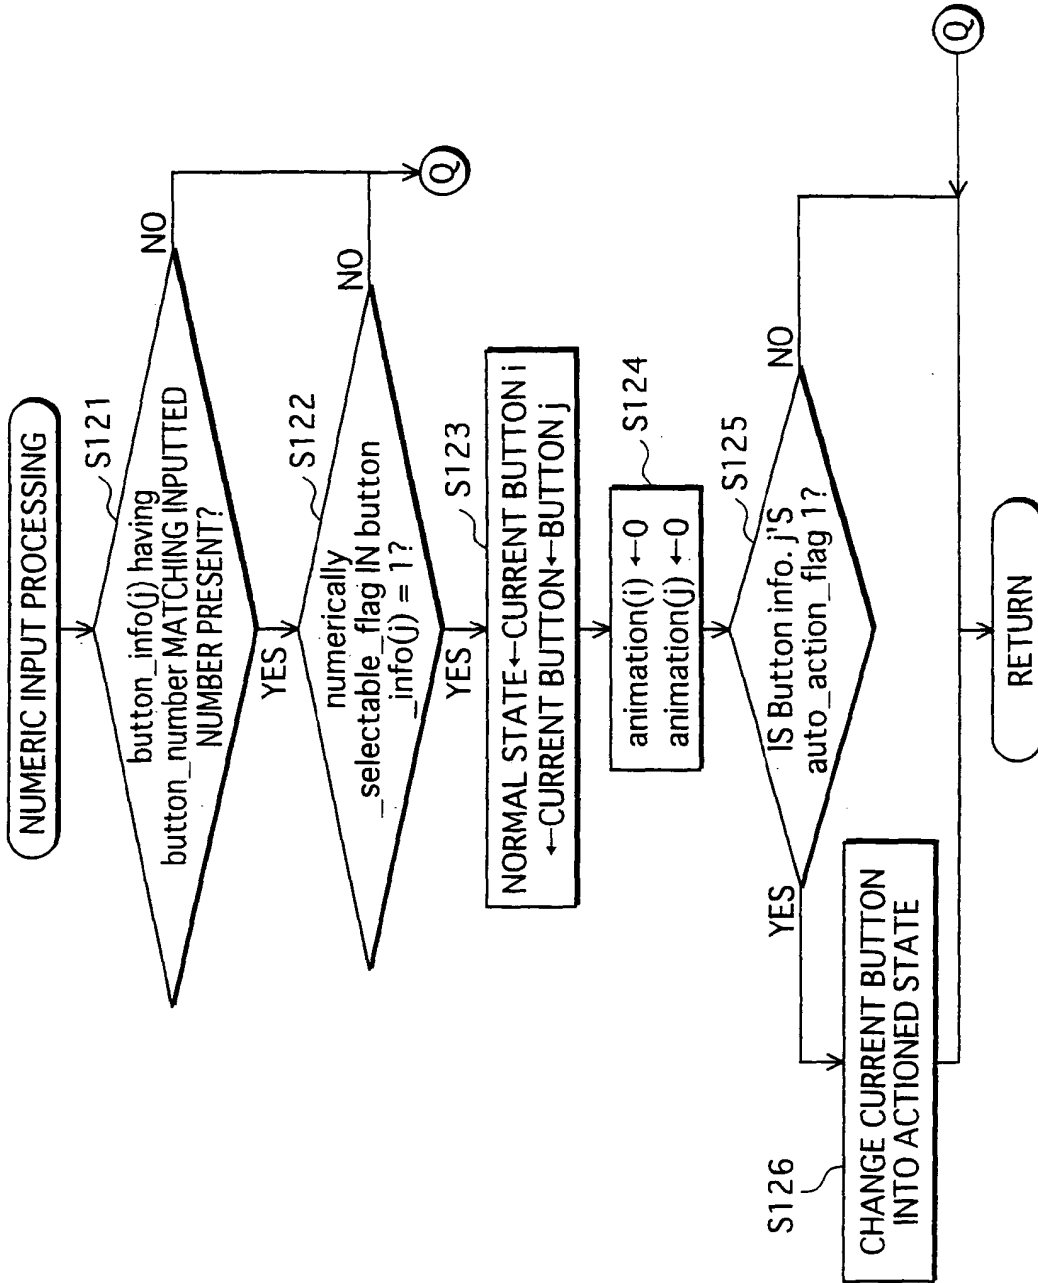 NUMERIC INPUT PROCESSING
S121
button_info(j) having
button_number MATCHING INPUTTED
NUMBER PRESENT?
NO
YES
S122
numerically
_selectable_flag IN button
_info(j) = 1?
NO
Q
YES
S123
NORMAL STATE←CURRENT BUTTON i
←CURRENT BUTTON←BUTTON j
S124
animation(i) ←0
animation(j) ←0
S125
IS Button info. j'S
auto_action_flag 1?
YES
NO
S126
CHANGE CURRENT BUTTON
INTO ACTIONED STATE
Q
RETURN